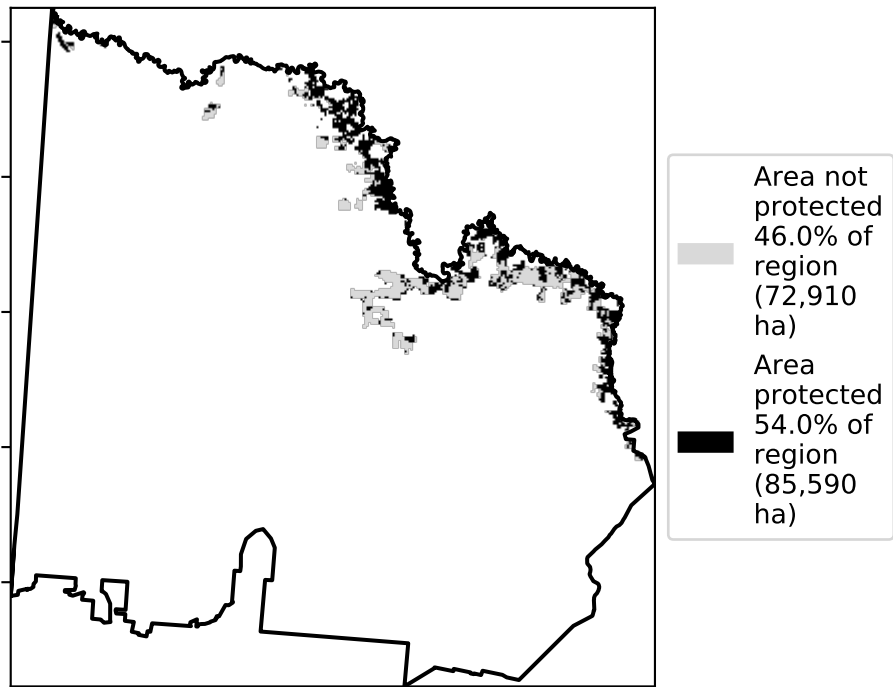 Area not
protected
46.0% of
region
(72,910
ha)
Area
protected
54.0% of
region
(85,590
ha)